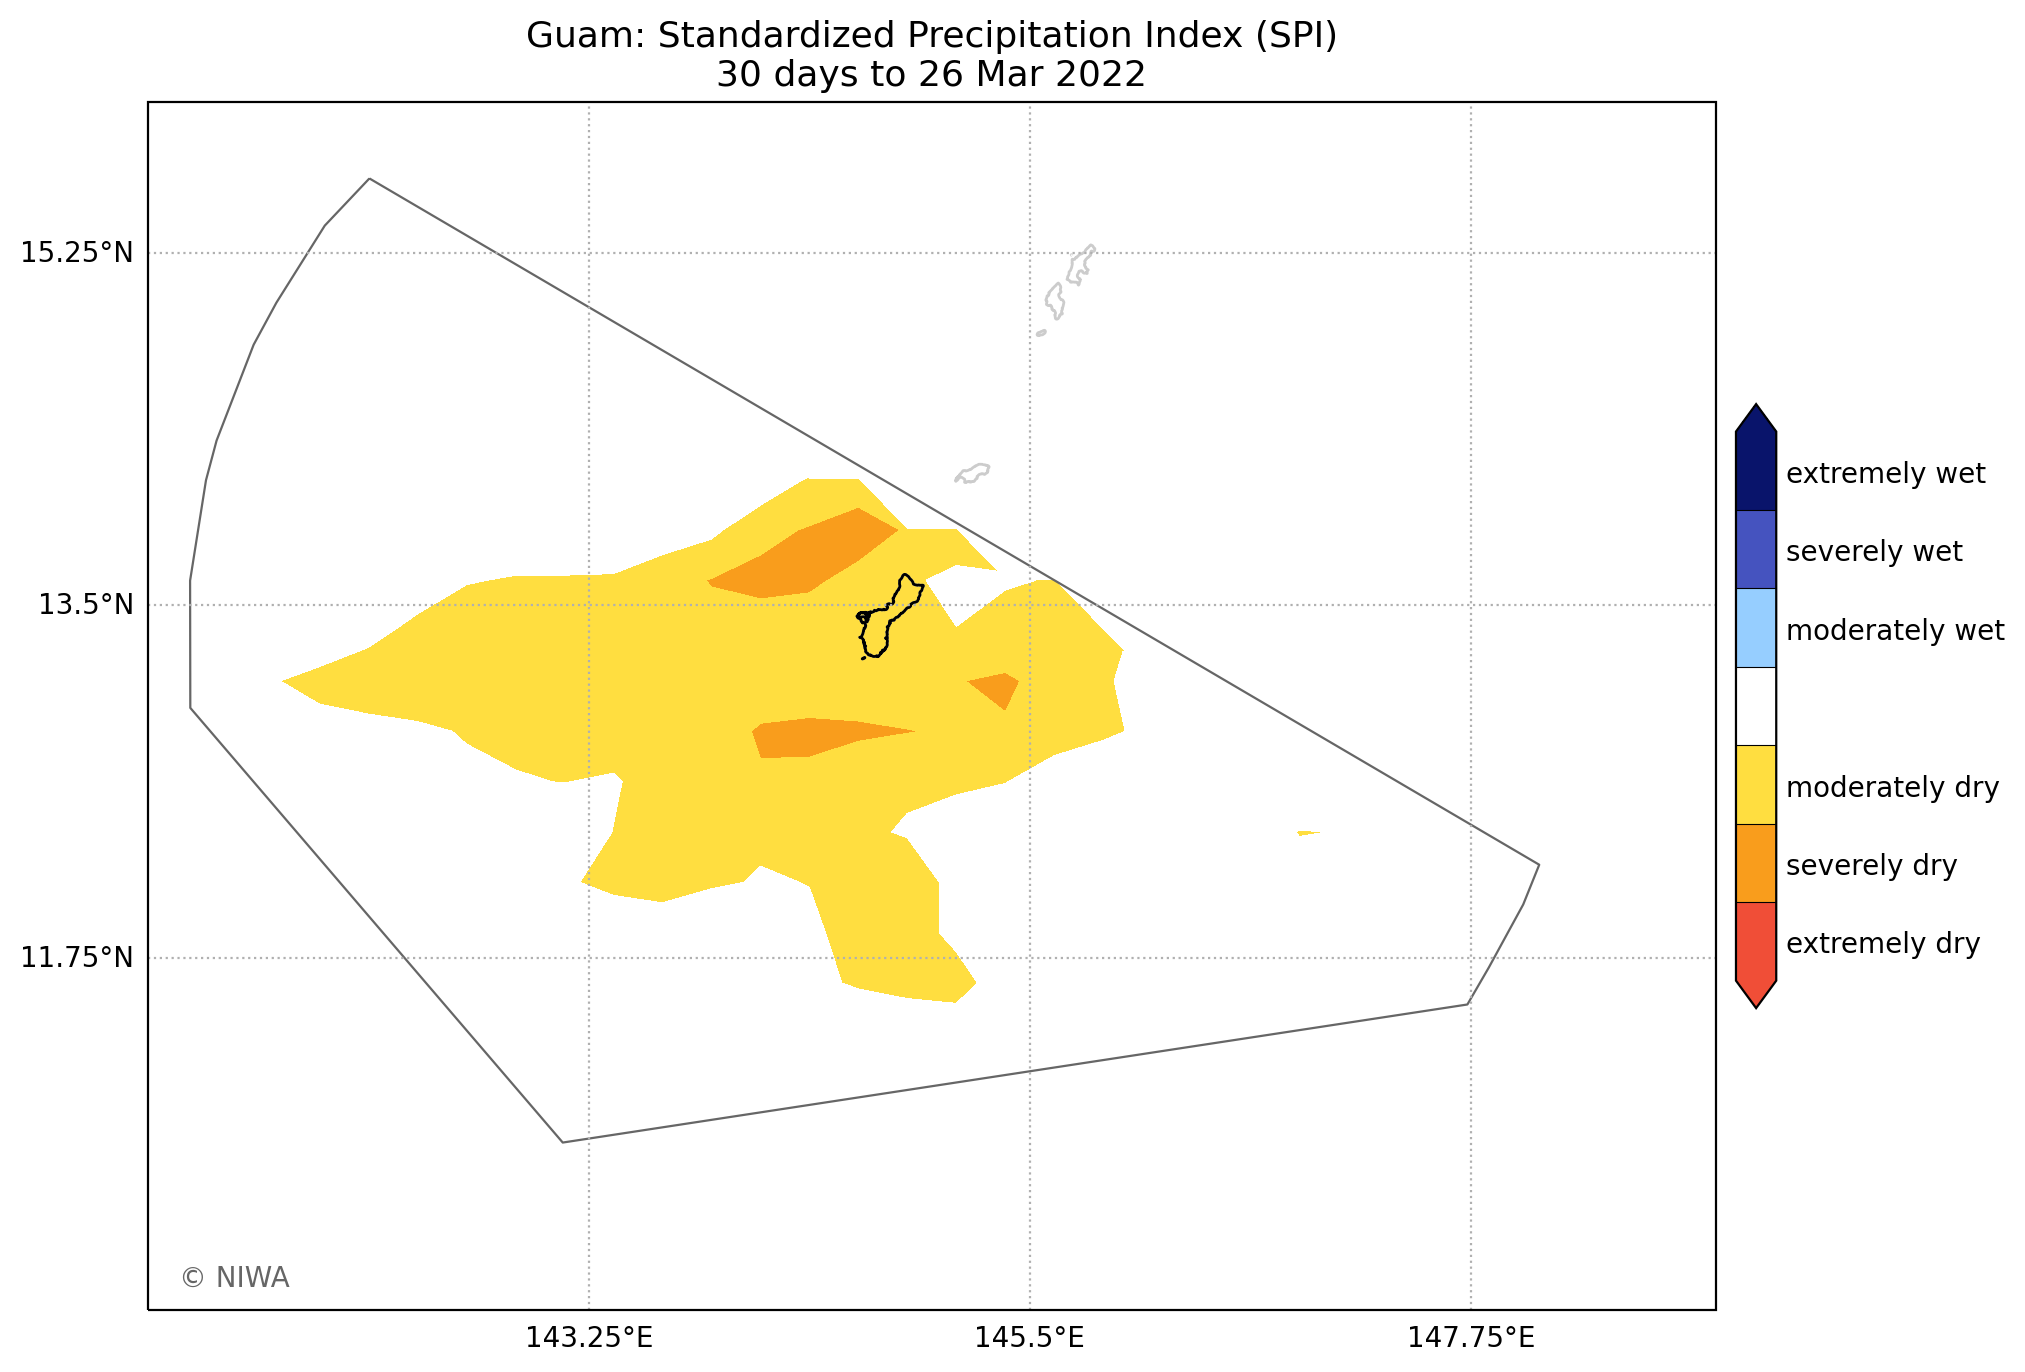 Guam: Standardized Precipitation Index (SPI)
30 days to 26 Mar 2022
15.25°N
13.5°N
11.75°N
143.25°E
145.5°E
147.75°E
extremely wet
severely wet
moderately wet
moderately dry
severely dry
extremely dry
© NIWA